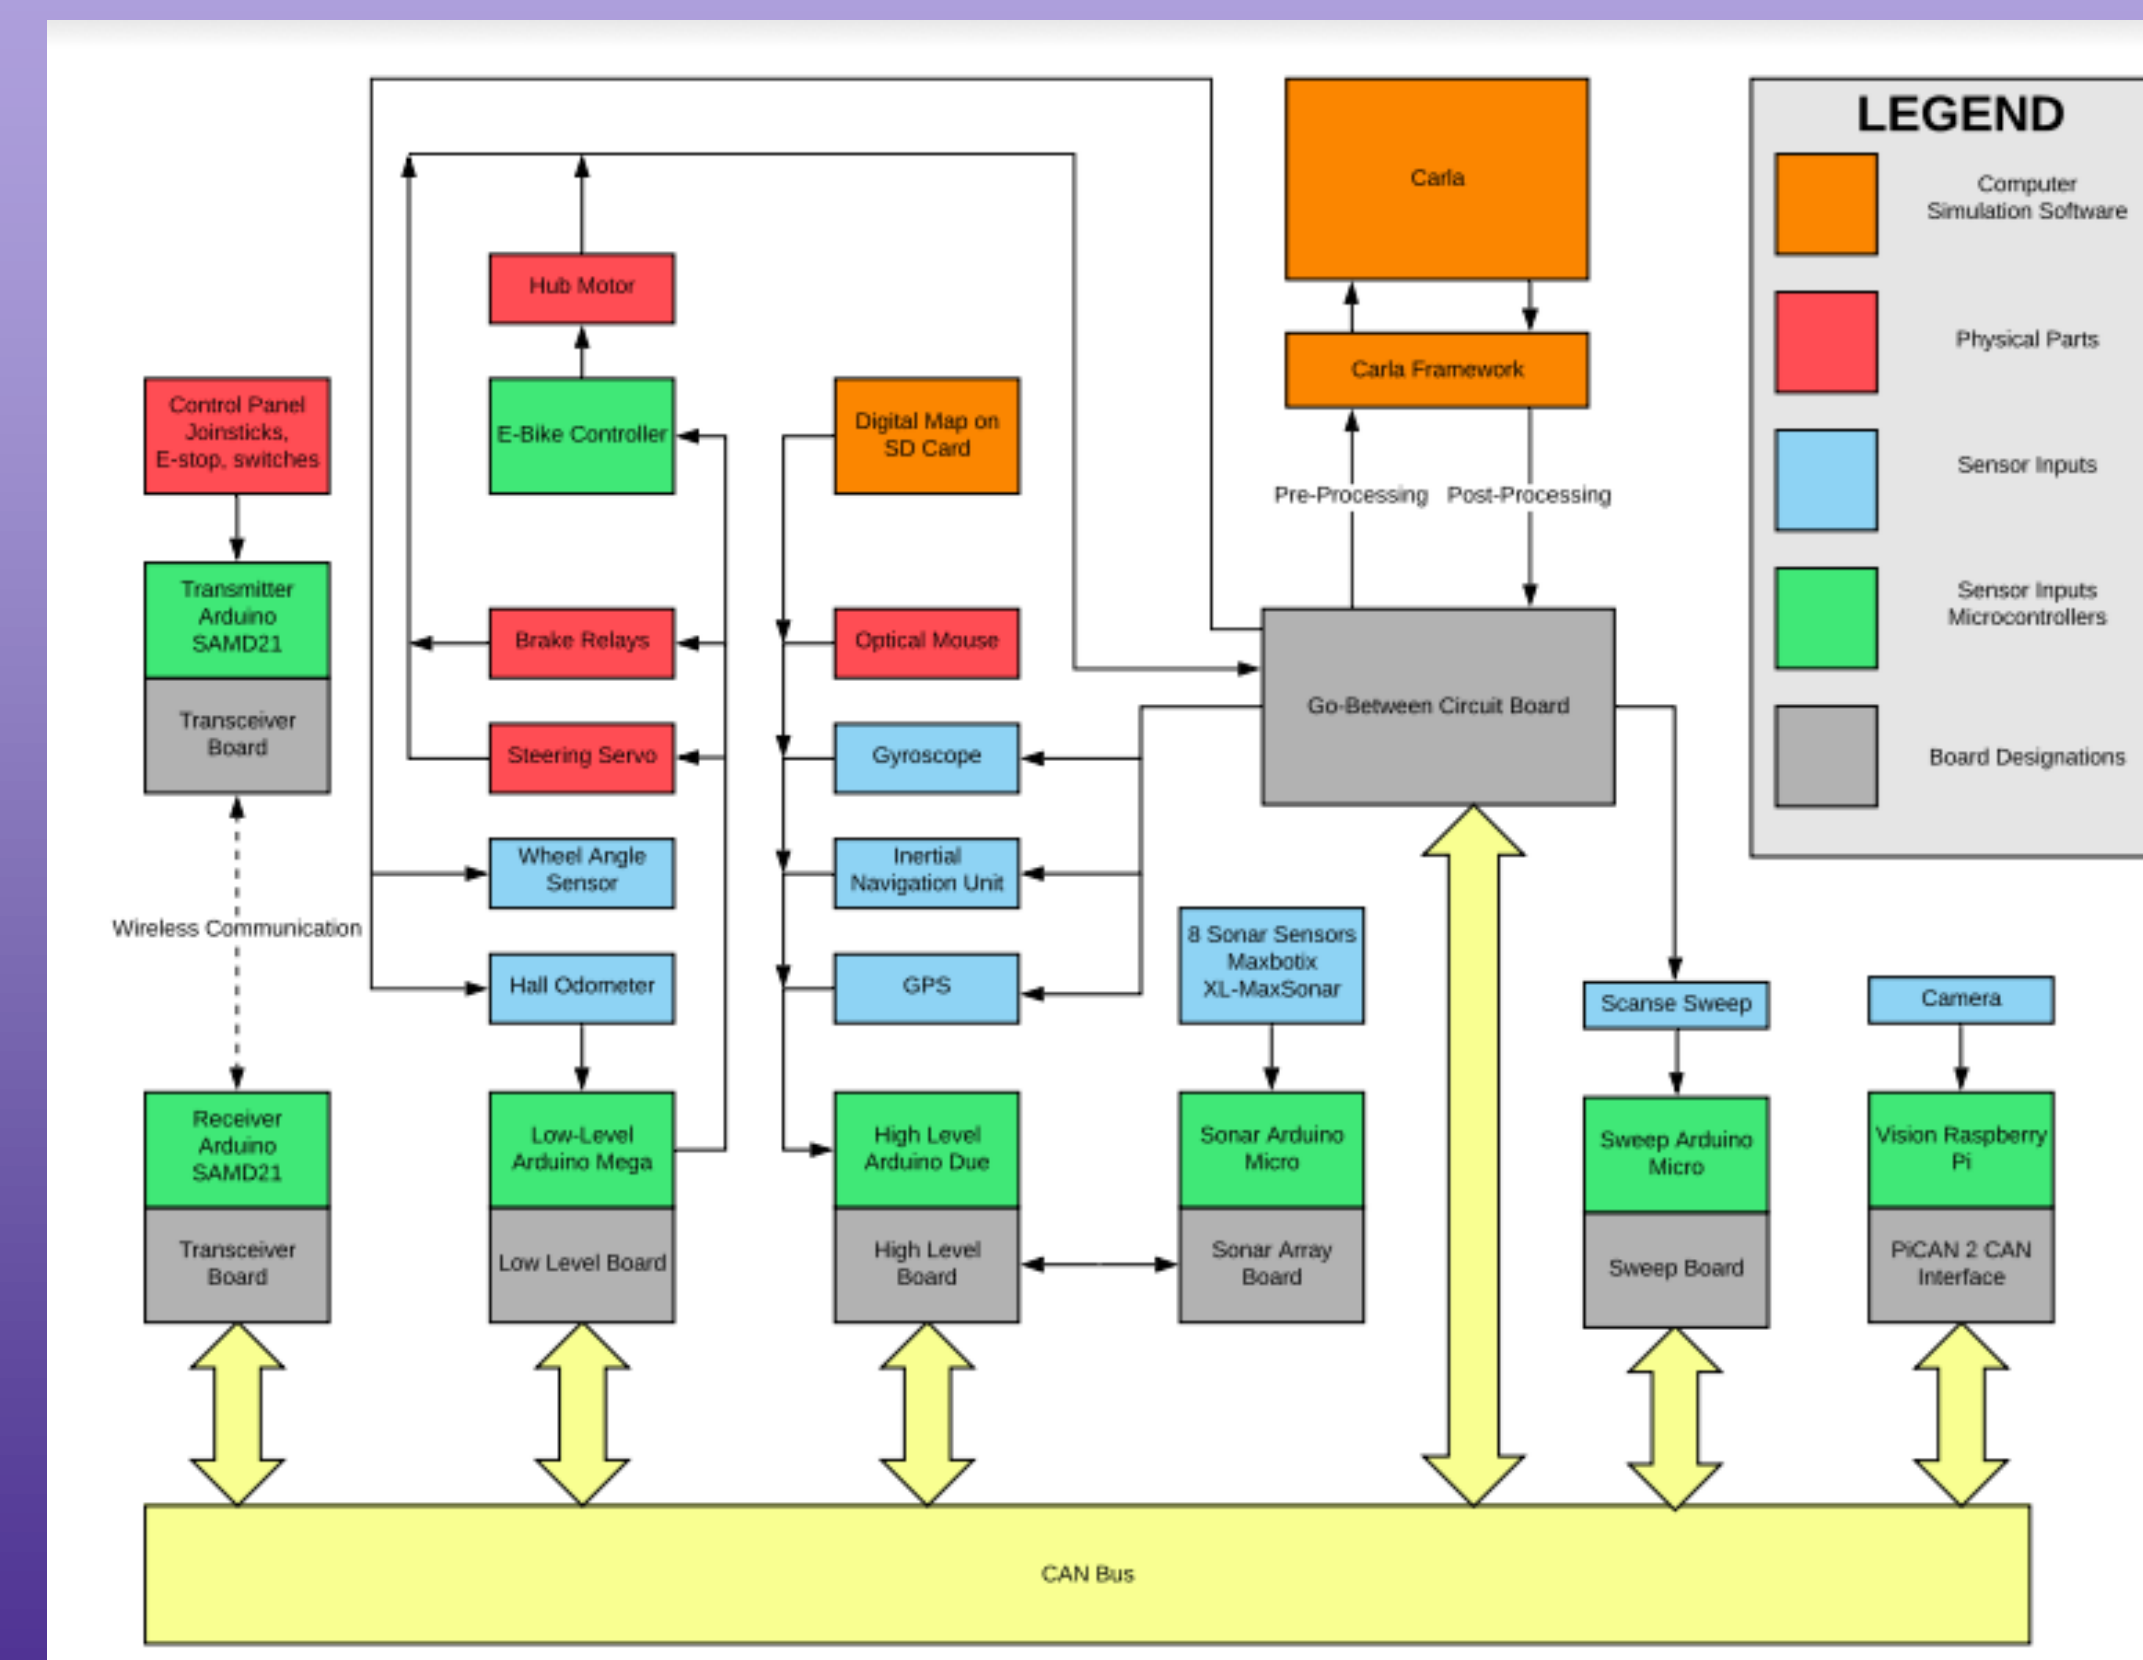 Carla
LEGEND
Computer
Simulation Software
Hub Motor
Physical Parts
Carla Framework
Control Panel
Joinsticks,
E-stop, switches
E-Bike Controller
Digital Map on
SD Card
Sensor Inputs
Pre-Processing
Post-Processing
Transmitter
Arduino
SAMD21
Sensor Inputs
Microcontrollers
Brake Relays
Optical Mouse
Transceiver
Board
Go-Between Circuit Board
Steering Servo
Gyroscope
Board Designations
Wheel Angle
Sensor
Inertial
Navigation Unit
Wireless Communication
8 Sonar Sensors
Maxbotix
XL-MaxSonar
Hall Odometer
GPS
Scanse Sweep
Camera
Receiver
Arduino
SAMD21
Low-Level
Arduino Mega
High Level
Arduino Due
Sonar Arduino
Micro
Sweep Arduino
Micro
Vision Raspberry
Pi
Transceiver
Board
Low Level Board
High Level
Board
Sonar Array
Board
Sweep Board
PiCAN 2 CAN
Interface
CAN Bus